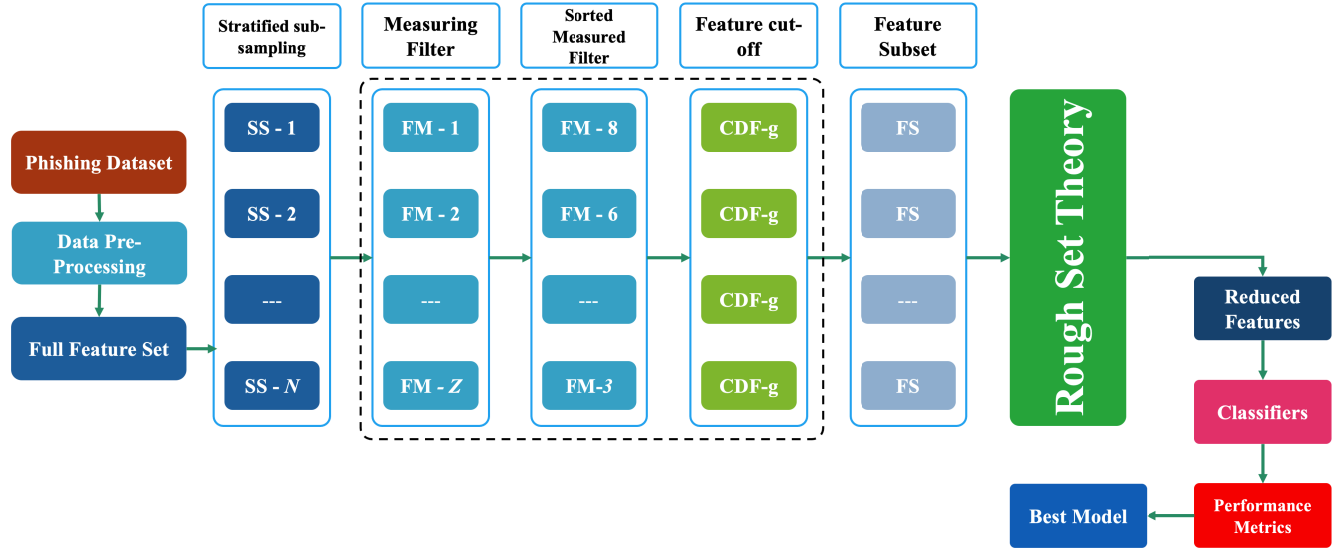 Stratified sub-
sampling
Measuring
Filter
Sorted
Measured
Filter
Feature cut-
off
Feature
Subset
Phishing Dataset
Data Pre-
Processing
Full Feature Set
SS - 1
SS - 2
---
SS - N
FM - 1
FM - 2
---
FM - Z
FM - 8
FM - 6
---
FM-3
CDF-g
CDF-g
CDF-g
CDF-g
FS
FS
---
FS
Rough Set Theory
Reduced
Features
Classifiers
Performance
Metrics
Best Model